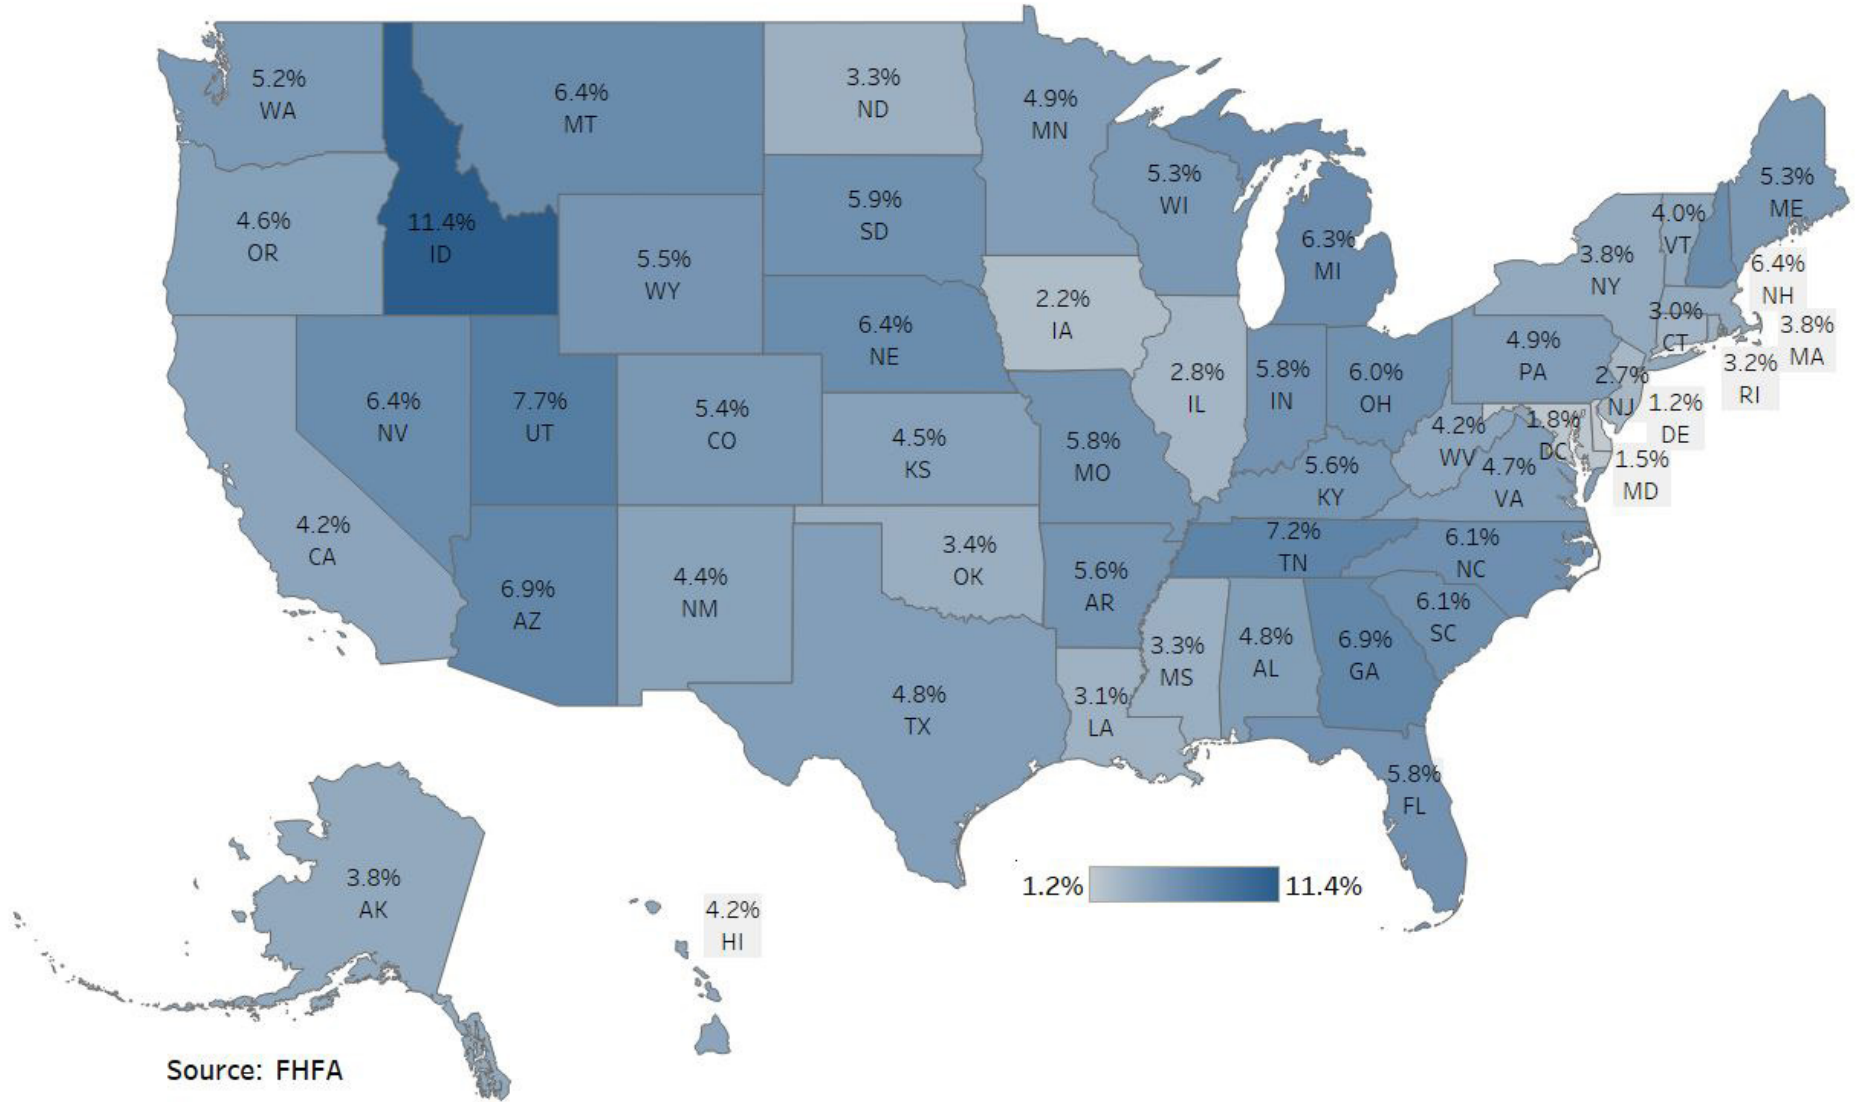 5.2%
WA
6.4%
MT
3.3%
ND
4.9%
MN
5.3%
WI
5.3%
ME
4.6%
OR
11.4%
ID
5.5%
WY
5.9%
SD
6.3%
MI
4.0%
VT
3.8%
NY
6.4%
NH
2.2%
IA
6.4%
NE
3.0%
CT
3.8%
MA
4.9%
PA
3.2%
RI
2.8%
IL
5.8%
IN
6.0%
OH
2.7%
NJ
1.2%
DE
6.4%
NV
7.7%
UT
5.4%
CO
4.5%
KS
5.8%
MO
4.2%
WV
1.8%
DC
1.5%
MD
4.7%
VA
5.6%
KY
4.2%
CA
6.9%
AZ
4.4%
NM
3.4%
OK
5.6%
AR
7.2%
TN
6.1%
NC
6.1%
SC
3.3%
MS
4.8%
AL
6.9%
GA
4.8%
TX
3.1%
LA
5.8%
FL
3.8%
AK
4.2%
HI
1.2% 11.4%
Source: FHFA